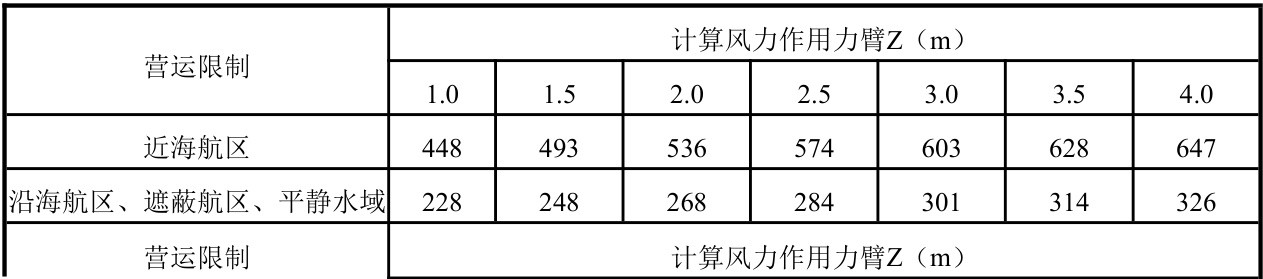 营运限制 计算风力作用力臂Z（m）
1.0 1.5 2.0 2.5 3.0 3.5 4.0
近海航区 448 493 536 574 603 628 647
沿海航区、遮蔽航区、平静水域 228 248 268 284 301 314 326
营运限制 计算风力作用力臂Z（m）